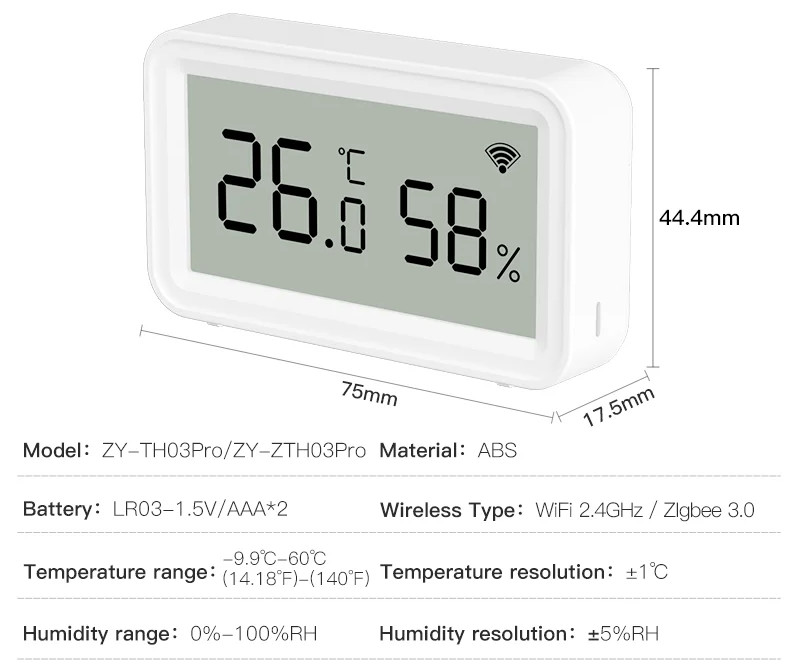 26.0℃ 58%
44.4mm
75mm
17.5mm
Model: ZY-TH03Pro/ZY-ZTH03Pro Material: ABS
Battery: LR03-1.5V/AAA*2 Wireless Type: WiFi 2.4GHz / ZIgbee 3.0
Temperature range: -9.9℃-60℃
(14.18°F)-(140°F) Temperature resolution: ±1℃
Humidity range: 0%-100%RH Humidity resolution: ±5%RH